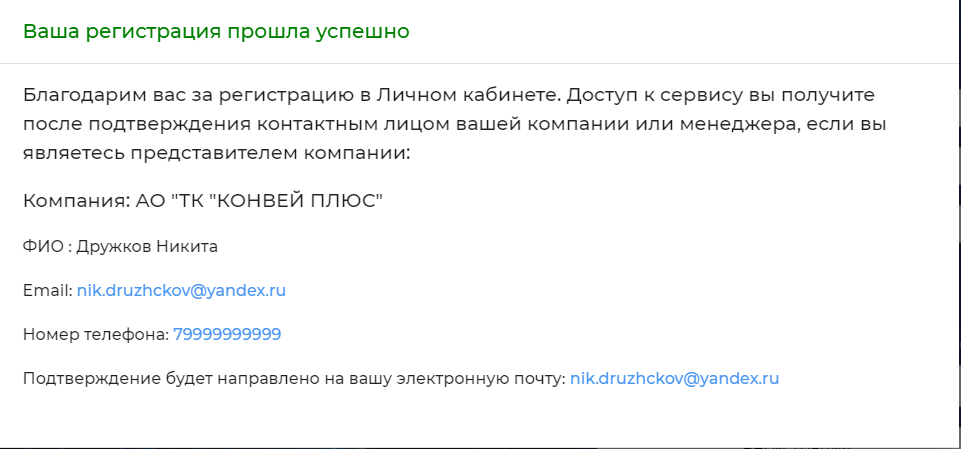 Ваша регистрация прошла успешно
Благодарим вас за регистрацию в Личном кабинете. Доступ к сервису вы получите
после подтверждения контактным лицом вашей компании или менеджера, если вы
являетесь представителем компании:
Компания: АО "ТК "КОНВЕЙ ПЛЮС"
ФИО : Дружков Никита
Email: nik.druzhckov@yandex.ru
Номер телефона: 79999999999
Подтверждение будет направлено на вашу электронную почту: nik.druzhckov@yandex.ru